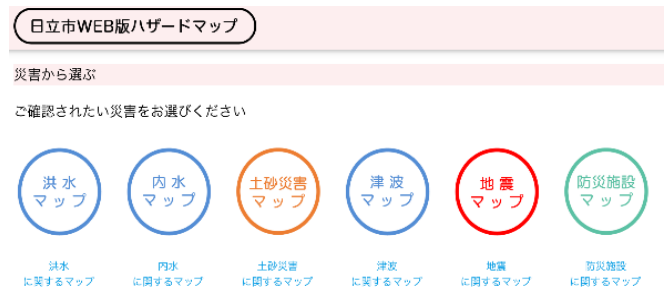 日立市WEB版ハザードマップ
災害から選ぶ
ご確認されたい災害をお選びください
洪水
マップ
内水
マップ
土砂災害
マップ
津波
マップ
地震
マップ
防災施設
マップ
洪水
に関するマップ
内水
に関するマップ
土砂災害
に関するマップ
津波
に関するマップ
地震
に関するマップ
防災施設
に関するマップ